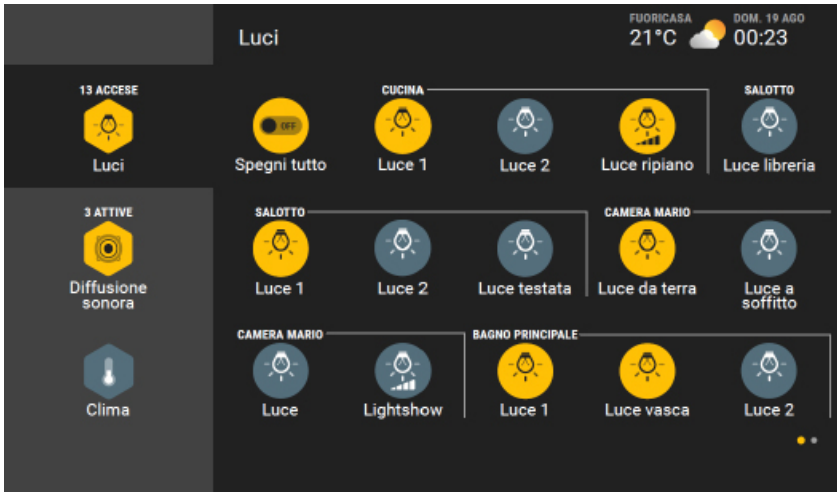 Luci
FUORICASA
21°C
DOM. 19 AGO
00:23
13 ACCESE
Luci
3 ATTIVE
Diffusione
sonora
Clima
CUCINA
SALOTTO
OFF
Spegni tutto
Luce 1
Luce 2
Luce ripiano
Luce libreria
SALOTTO
CAMERA MARIO
Luce 1
Luce 2
Luce testata
Luce da terra
Luce a
soffitto
CAMERA MARIO
BAGNO PRINCIPALE
Luce
Lightshow
Luce 1
Luce vasca
Luce 2